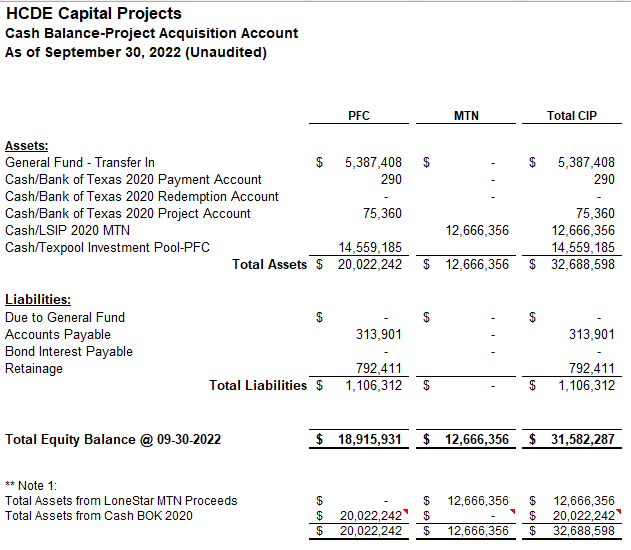 HCDE Capital Projects
Cash Balance-Project Acquisition Account
As of September 30, 2022 (Unaudited)
PFC MTN Total CIP
Assets:
General Fund - Transfer In $ 5,387,408 $ - $ 5,387,408
Cash/Bank of Texas 2020 Payment Account 290 - 290
Cash/Bank of Texas 2020 Redemption Account - - -
Cash/Bank of Texas 2020 Project Account 75,360 75,360
Cash/LSIP 2020 MTN 12,666,356 12,666,356
Cash/Texpool Investment Pool-PFC 14,559,185 14,559,185
Total Assets $ 20,022,242 $ 12,666,356 $ 32,688,598
Liabilities:
Due to General Fund $ - $ - $ -
Accounts Payable 313,901 - 313,901
Bond Interest Payable - - -
Retainage 792,411 792,411
Total Liabilities $ 1,106,312 $ - $ 1,106,312
Total Equity Balance @ 09-30-2022 $ 18,915,931 $ 12,666,356 $ 31,582,287
** Note 1:
Total Assets from LoneStar MTN Proceeds $ - $ 12,666,356 $ 12,666,356
Total Assets from Cash BOK 2020 $ 20,022,242 $ - $ 20,022,242
$ 20,022,242 $ 12,666,356 $ 32,688,598